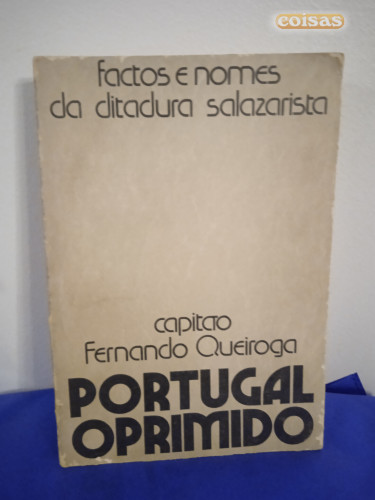 coisas
factos e nomes
da ditadura salazarista
capitão
Fernando Queiroga
PORTUGAL
OPRIMIDO